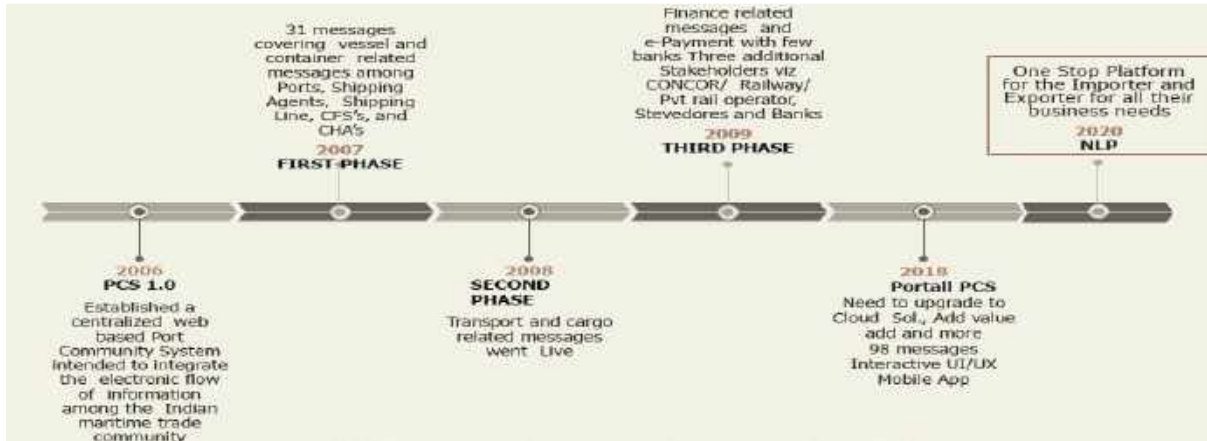 31 messages
covering vessel and
container related
messages among
Ports, Shipping
Agents, Shipping
Line, CFS's, and
CHA's
2007
FIRST PHASE
Finance related
messages and
e-Payment with few
banks Three additional
Stakeholders viz
CONCOR/ Railway/
Pvt rail operator,
Stevedores and Banks
2009
THIRD PHASE
One Stop Platform
for the Importer and
Exporter for all their
business needs
2020
NLP
2006
PCS 1.0
Established a
centralized web
based Port
Community System
intended to integrate
the electronic flow
of information
among the Indian
maritime trade
community
2008
SECOND
PHASE
Transport and cargo
related messages
went Live
2018
Portall PCS
Need to upgrade to
Cloud Sol., Add value
add and more
98 messages
Interactive UI/UX
Mobile App